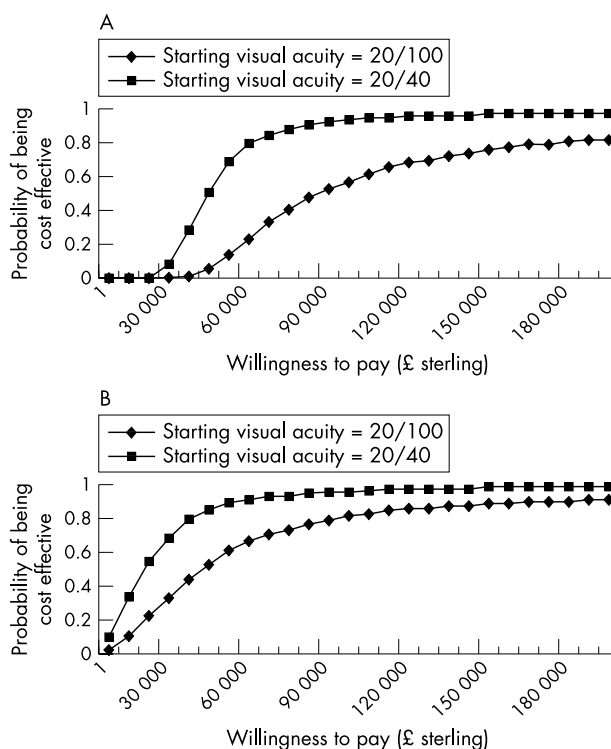 A
Starting visual acuity = 20/100
Starting visual acuity = 20/40
Probability of being
cost effective
1
0.8
0.6
0.4
0.2
0
1
30 000
60 000
90 000
120 000
150 000
180 000
Willingness to pay (£ sterling)
B
Starting visual acuity = 20/100
Starting visual acuity = 20/40
Probability of being
cost effective
1
0.8
0.6
0.4
0.2
0
1
30 000
60 000
90 000
120 000
150 000
180 000
Willingness to pay (£ sterling)